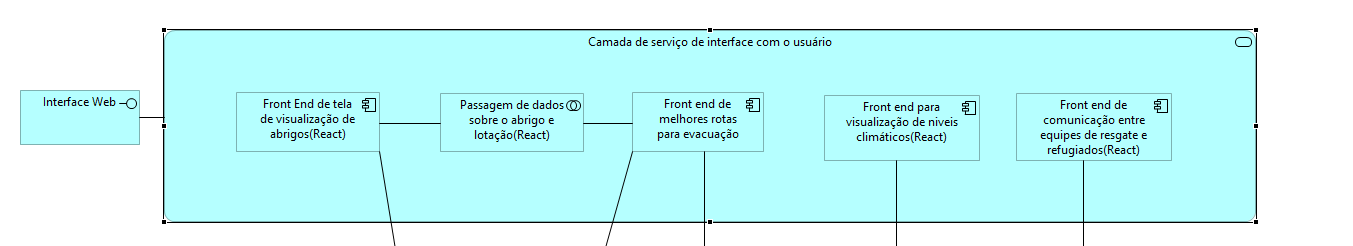 Camada de serviço de interface com o usuário
Interface Web
Front End de tela
de visualização de
abrigos(React)
Passagem de dados
sobre o abrigo e
lotação(React)
Front end de
melhores rotas
para evacuação
Front end para
visualização de niveis
climáticos(React)
Front end de
comunicação entre
equipes de resgate e
refugiados(React)